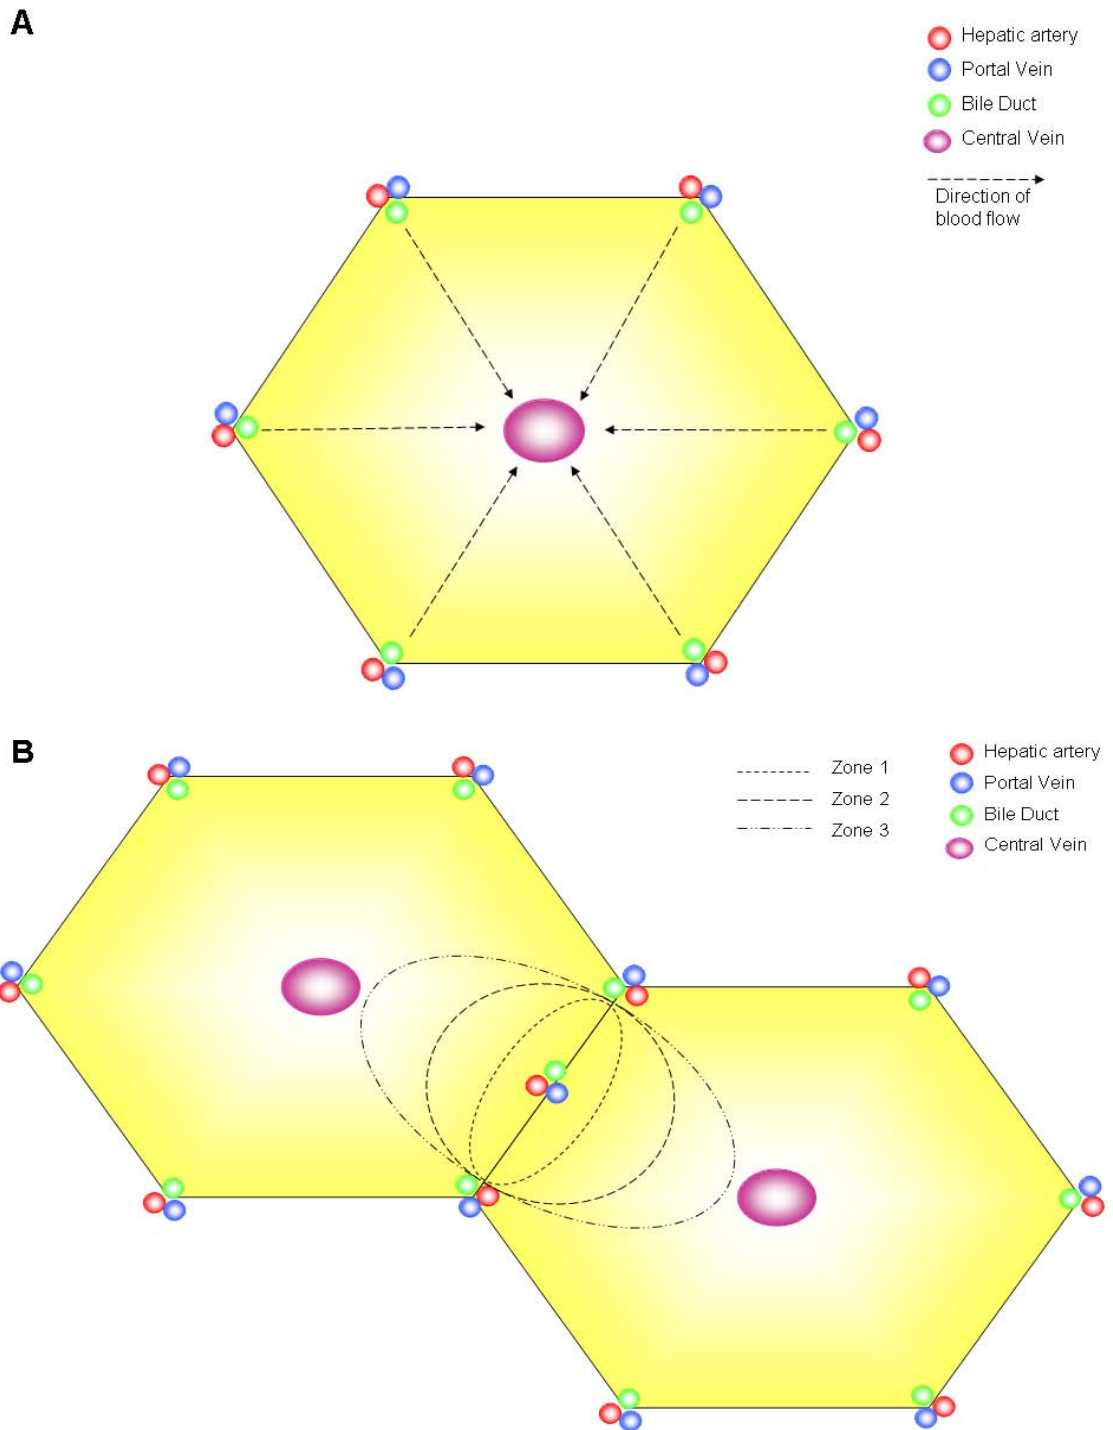 A
Hepatic artery
Portal Vein
Bile Duct
Central Vein
Direction of
blood flow
B
Zone 1
Zone 2
Zone 3
Hepatic artery
Portal Vein
Bile Duct
Central Vein